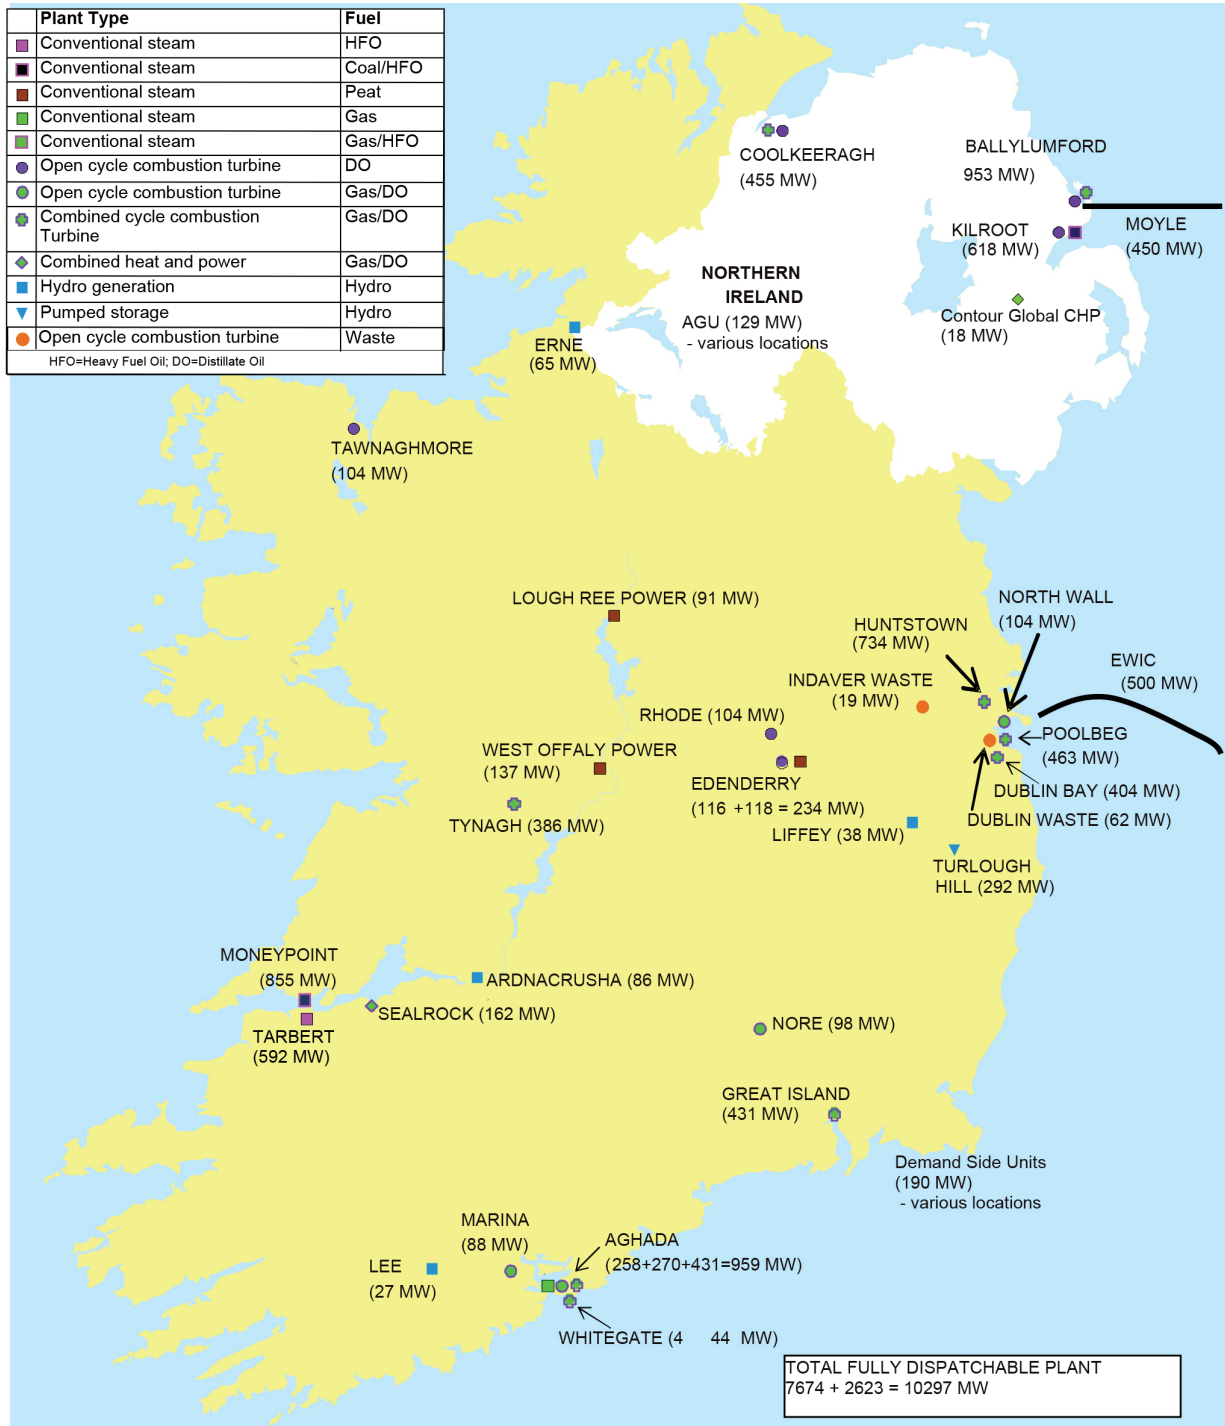 Plant Type Fuel
Conventional steam HFO
Conventional steam Coal/HFO
Conventional steam Peat
Conventional steam Gas
Conventional steam Gas/HFO
Open cycle combustion turbine DO
Open cycle combustion turbine Gas/DO
Combined cycle combustion Gas/DO
Turbine
Combined heat and power Gas/DO
Hydro generation Hydro
Pumped storage Hydro
Open cycle combustion turbine Waste
HFO=Heavy Fuel Oil; DO=Distillate Oil
COOLKEERAGH
(455 MW)
BALLYLUMFORD
953 MW)
MOYLE
(450 MW)
KILROOT
(618 MW)
NORTHERN
IRELAND
AGU (129 MW)
- various locations
Contour Global CHP
(18 MW)
ERNE
(65 MW)
TAWNAGHMORE
(104 MW)
LOUGH REE POWER (91 MW)
NORTH WALL
(104 MW)
HUNTSTOWN
(734 MW)
EWIC
(500 MW)
INDAVER WASTE
(19 MW)
RHODE (104 MW)
POOLBEG
(463 MW)
WEST OFFALY POWER
(137 MW)
EDENDERRY
(116 +118 = 234 MW)
DUBLIN BAY (404 MW)
DUBLIN WASTE (62 MW)
TYNAGH (386 MW)
LIFFEY (38 MW)
TURLOUGH
HILL (292 MW)
MONEYPOINT
(855 MW)
ARDNACRUSHA (86 MW)
SEALROCK (162 MW)
TARBERT
(592 MW)
NORE (98 MW)
GREAT ISLAND
(431 MW)
Demand Side Units
(190 MW)
- various locations
MARINA
(88 MW)
AGHADA
(258+270+431=959 MW)
LEE
(27 MW)
WHITEGATE (4 44 MW)
TOTAL FULLY DISPATCHABLE PLANT
7674 + 2623 = 10297 MW